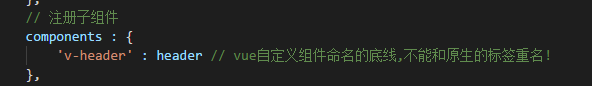 },
// 注册子组件
components : {
'v-header' : header // vue自定义组件命名的底线,不能和原生的标签重名!
},